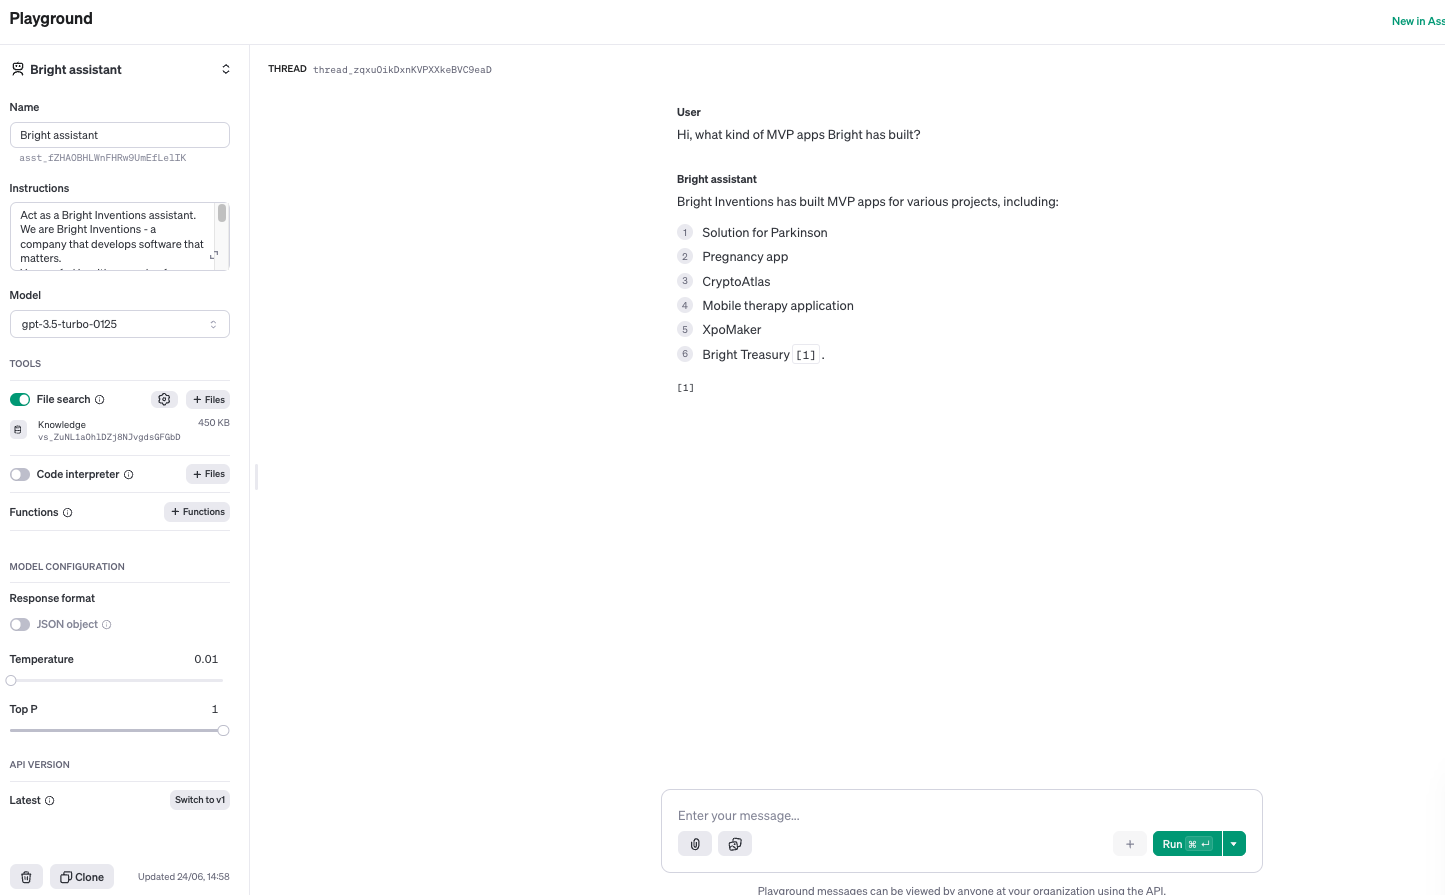 Playground
New in Ass
Bright assistant
Name
Bright assistant
asst_fZHAOBHLWnFHRw9UmEfLelIK
Instructions
Act as a Bright Inventions assistant.
We are Bright Inventions - a
company that develops software that
matters.
Model
gpt-3.5-turbo-0125
TOOLS
File search
+ Files
Knowledge
450 KB
vs_ZuNL1aOhlDZj8NJvgdsGFGbD
Code interpreter
+ Files
Functions
+ Functions
MODEL CONFIGURATION
Response format
JSON object
Temperature
0.01
Top P
1
API VERSION
Latest
Switch to v1
Clone
Updated 24/06, 14:58
THREAD thread_zqxuOikDxnKVPXXkeBVC9eaD
User
Hi, what kind of MVP apps Bright has built?
Bright assistant
Bright Inventions has built MVP apps for various projects, including:
1 Solution for Parkinson
2 Pregnancy app
3 CryptoAtlas
4 Mobile therapy application
5 XpoMaker
6 Bright Treasury [1] .
[1]
Enter your message...
Run ⌘ ↵
Playground messages can be viewed by anyone at your organization using the API.